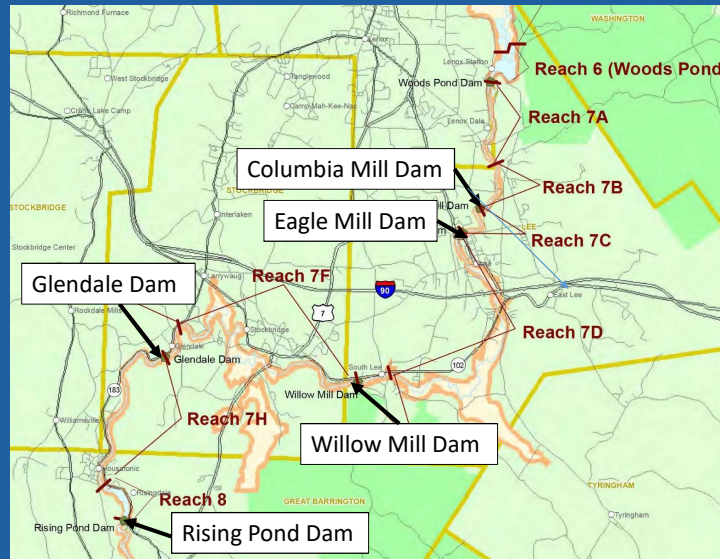 Richmond Furnace
WASHINGTON
Lenox
Lenox Station
West Stockbridge
Tanglewood
Reach 6 (Woods Pond
Woods Pond Dam
Camp Mah-Kee-Nac
Crane Lake Camp
Reach 7A
Lenox Dale
Columbia Mill Dam
Reach 7B
STOCKBRIDGE
STOCKBRIDGE
ill Dam
LEE
Eagle Mill Dam
Reach 7C
Interlaken
Stockbridge Center
Glendale Dam
Larrywaug
Reach 7F
90
East Lee
7
Rockdale Mills
Stockbridge
Reach 7D
Glendale
Glendale Dam
South Lee
102
183
Willow Mill Dam
Reach 7H
Williamsville
Willow Mill Dam
Housatonic
TYRINGHAM
Reach 8
Risingdale
GREAT BARRINGTON
Tyringham
Rising Pond Dam
Rising Pond Dam